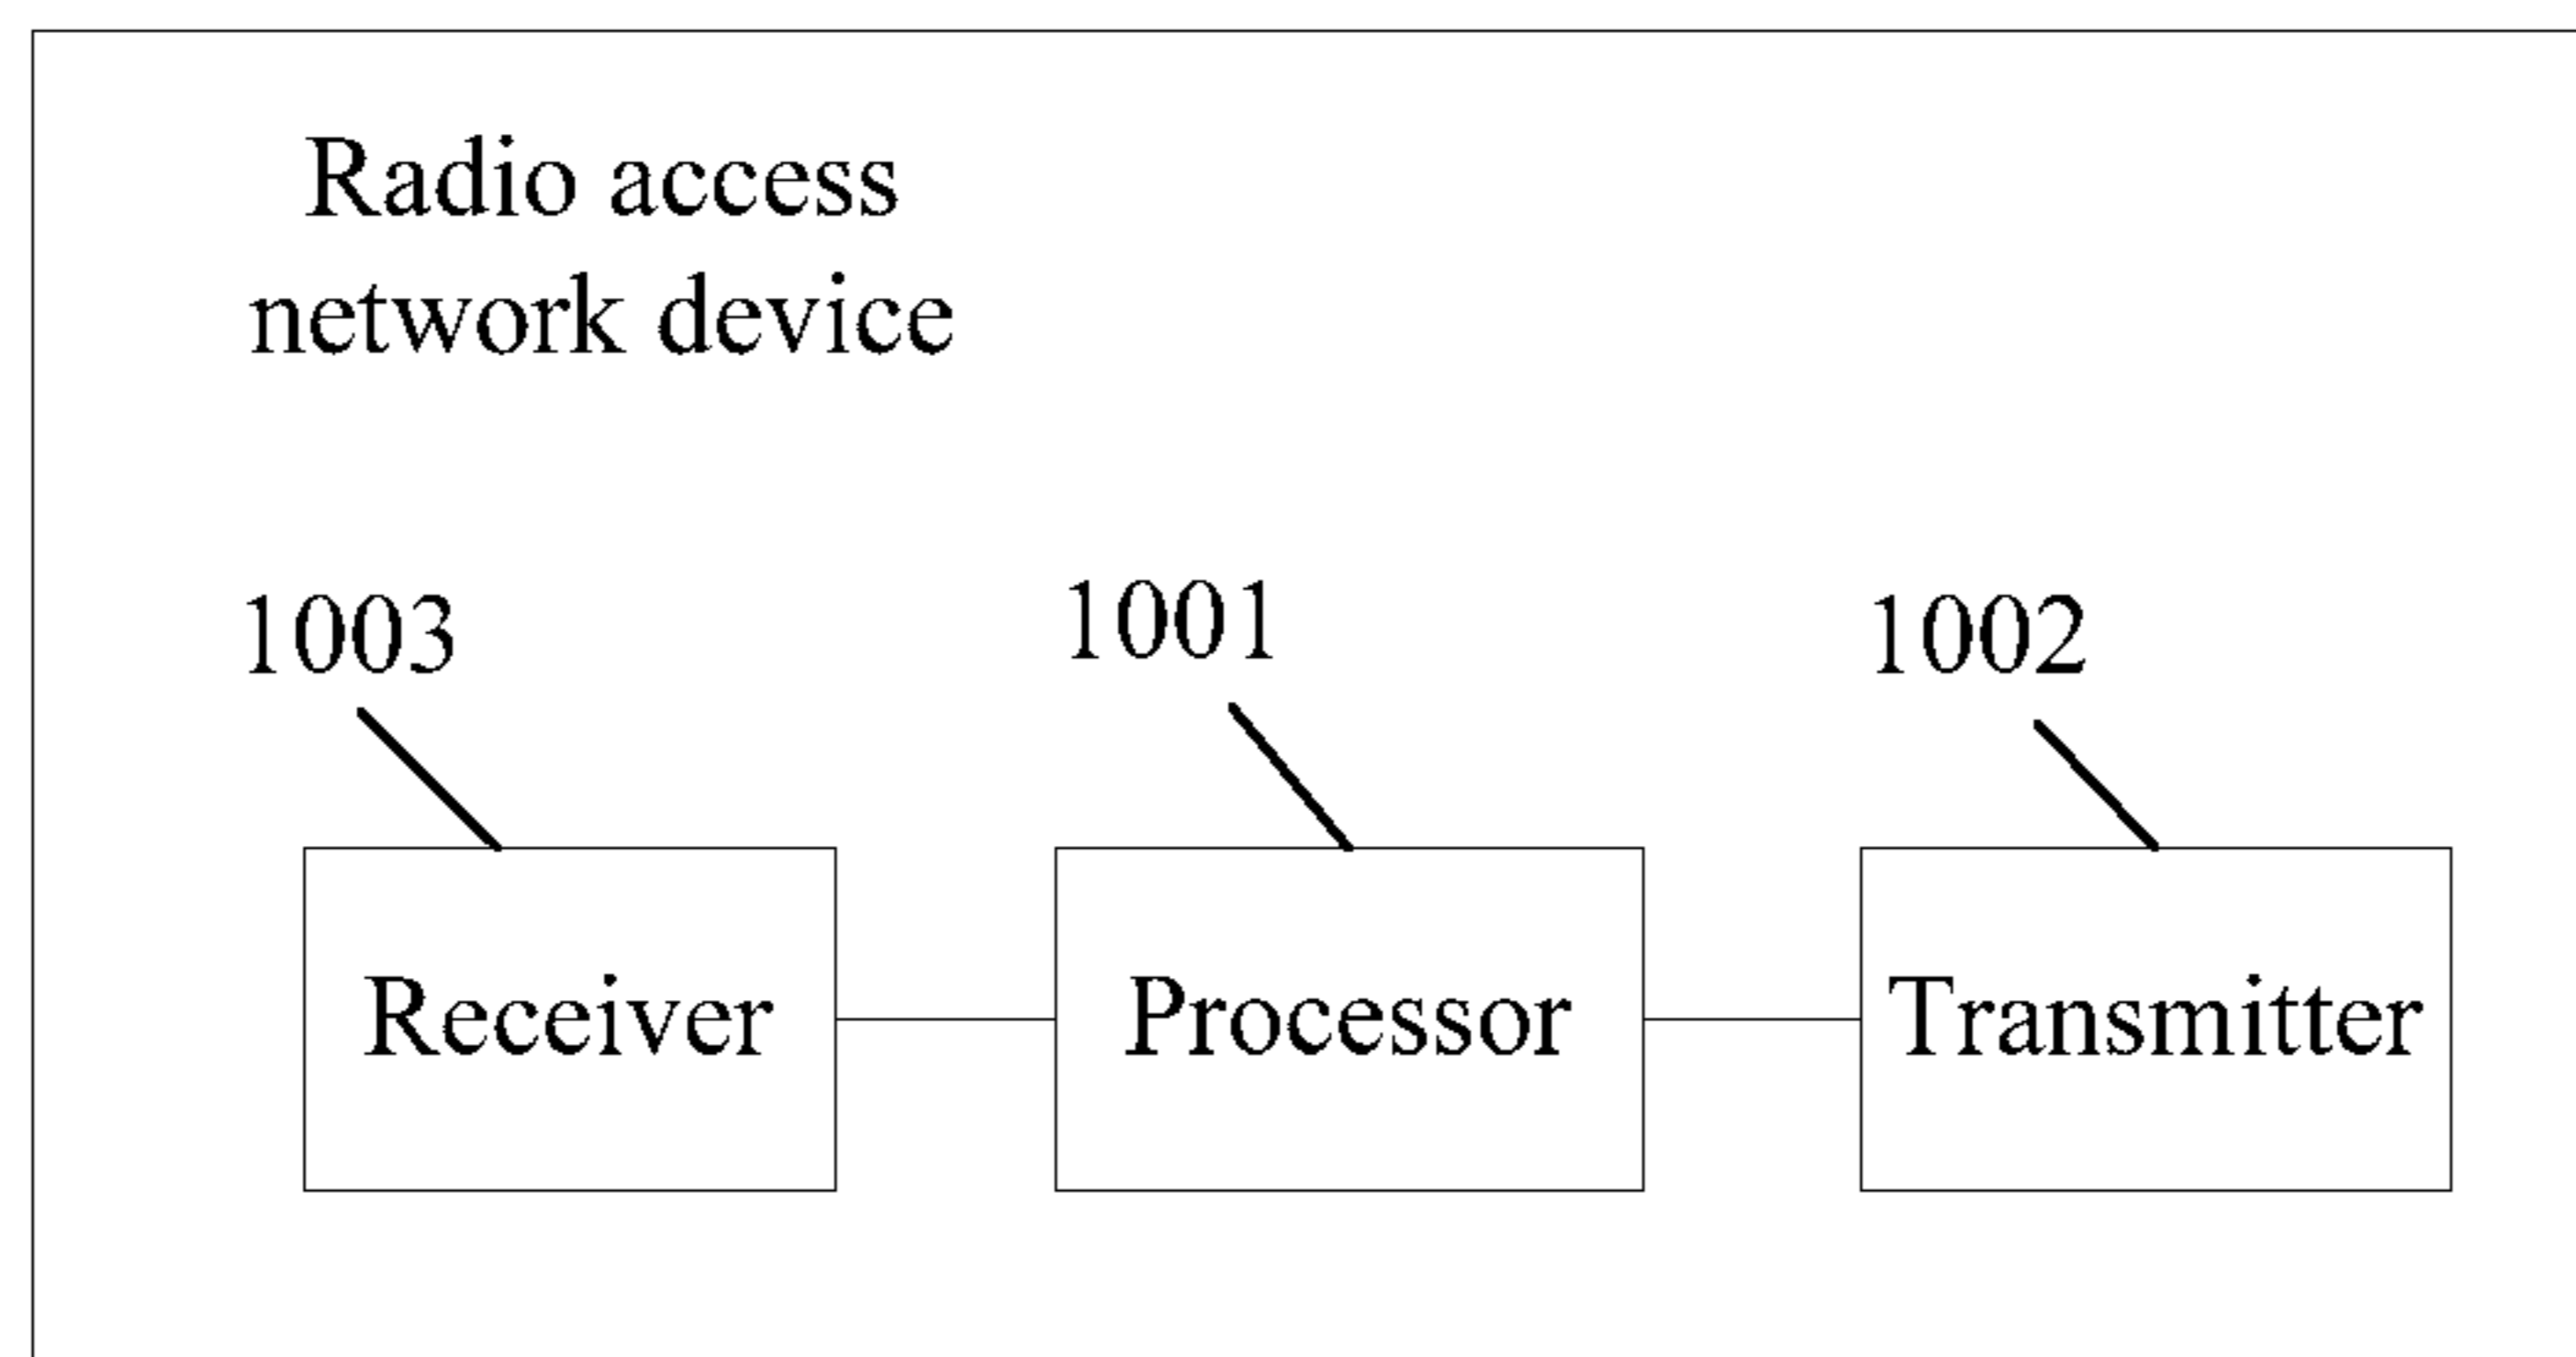 Radio access
network device
1003
1001
1002
Receiver
Processor
Transmitter